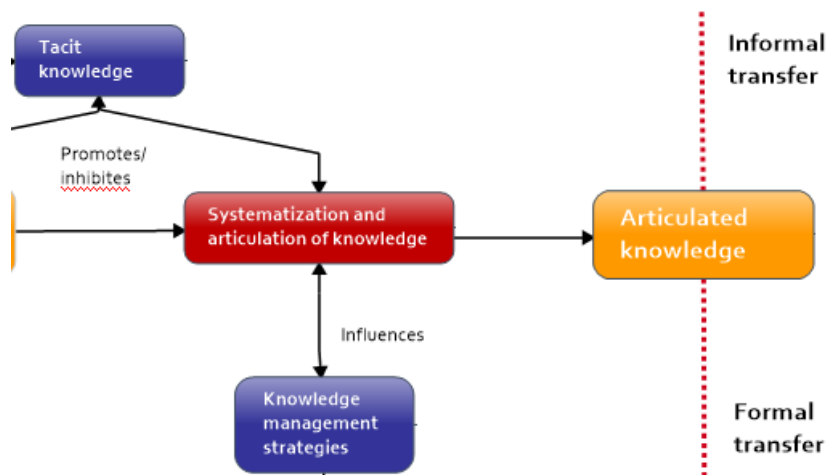 Tacit
knowledge
Informal
transfer
Promotes/
inhibites
Systematization and
articulation of knowledge
Articulated
knowledge
Influences
Knowledge
management
strategies
Formal
transfer